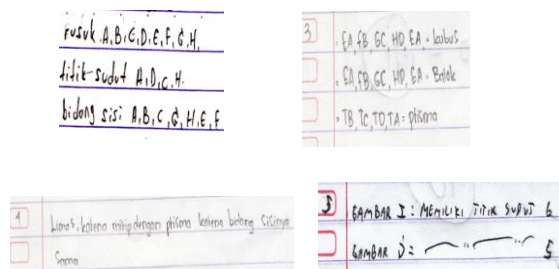 rusuk A,B,C,D,E,F,G,H.
titik sudut A,D,C,H.
bidang sisi A,B,C,G,H,E,F
3
. EA, FB, GC, HD, EA = kubus
. EA, FB, GC, HD, EA = Balok
. TB, TC, TD, TA = prisma
4
Limas, karena mirip dengan prisma karena bidang sisinya
Sama
5
GAMBAR I : MEMILIKI TITIK SUDUT 6
GAMBAR J = 5